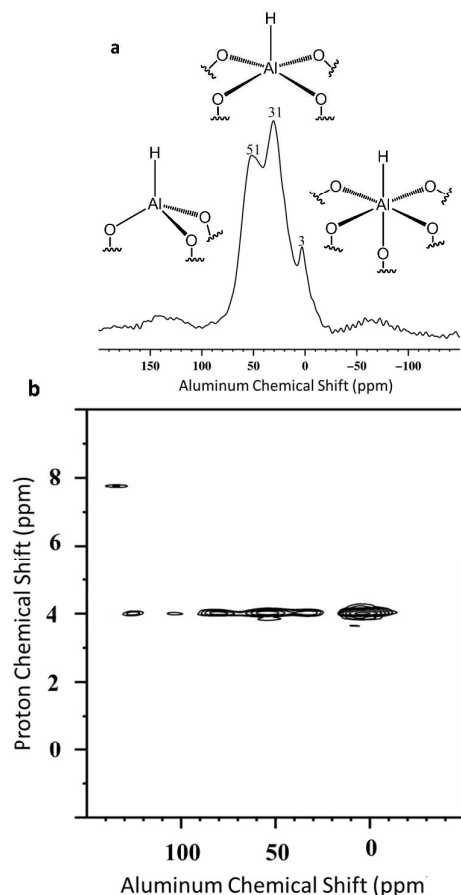 a
H
O
O
Al
O
O
51
31
3
H
Al
O
O
O
H
O
O
Al
O
O
O
150 100 50 0 -50 -100
Aluminum Chemical Shift (ppm)
b
Proton Chemical Shift (ppm)
8
6
4
2
0
100 50 0
Aluminum Chemical Shift (ppm